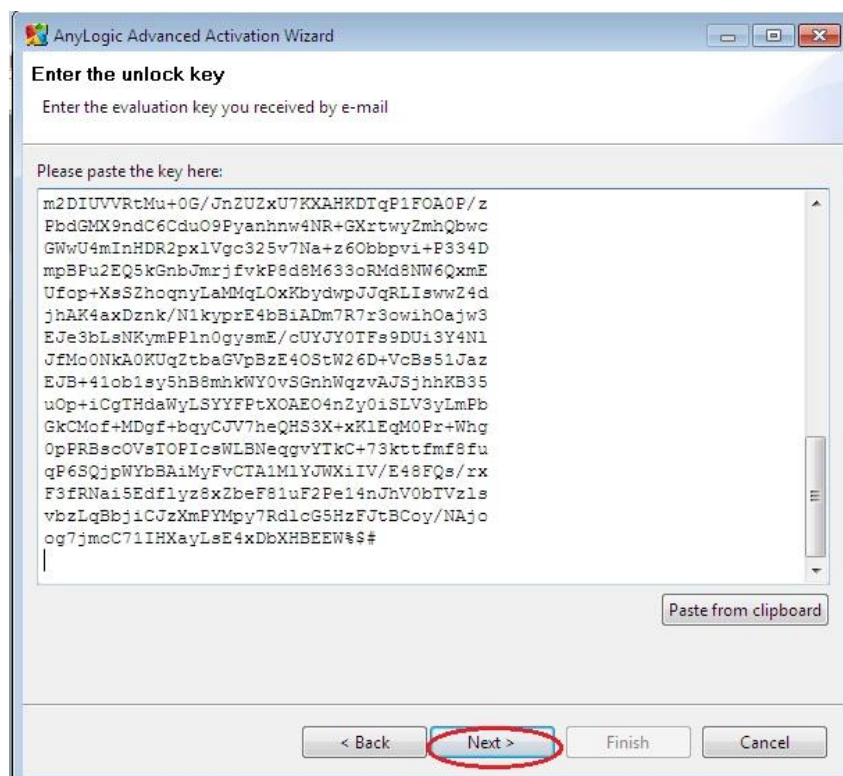 AnyLogic Advanced Activation Wizard
Enter the unlock key
Enter the evaluation key you received by e-mail
Please paste the key here:
m2DIUVVRtMu+0G/JnZUZxU7KXAHKDTqP1FOA0P/z
PbdGMX9ndC6CduO9Pyanhnw4NR+GXrtwyZmhQbwc
GWwU4mInHDR2pxlVgc325v7Na+z6Obbpvi+P334D
mpBPu2EQ5kGnbJmrjfvkP8d8M633oRMd8NW6QxmE
Ufop+XsSZhoqnyLaMMqLOxKbydwpJJqRLIswwZ4d
jhAK4axDznk/N1kyprE4bBiADm7R7r3owihOajw3
EJe3bLsNKymPPln0gysmE/cUYJY0TFs9DUi3Y4Nl
JfMo0NkA0KUqZtbaGVpBzE4OStW26D+VcBs51Jaz
EJB+41ob1sy5hB8mhkWY0vSGnhWqzvAJSjhhKB35
uOp+iCgTHdaWyLSYYFPtXOAEO4nZy0iSLV3yLmPb
GkCMof+MDgf+bqyCJV7heQHS3X+xKlEqM0Pr+Whg
0pPRBscOVsTOPIcsWLBNeqgvYTkC+73kttfmf8fu
qP6SQjpWYbBAiMyFvCTA1MlYJWXiIV/E48FQs/rx
F3fRNai5Edflyz8xZbeF81uF2Pe14nJhV0bTVzls
vbzLqBbjiCJzXmPYMpy7RdlcG5HzFJtBCoy/NAjo
og7jmcC71IHXayLsE4xDbXHBEEW%$#
Paste from clipboard
< Back
Next >
Finish
Cancel